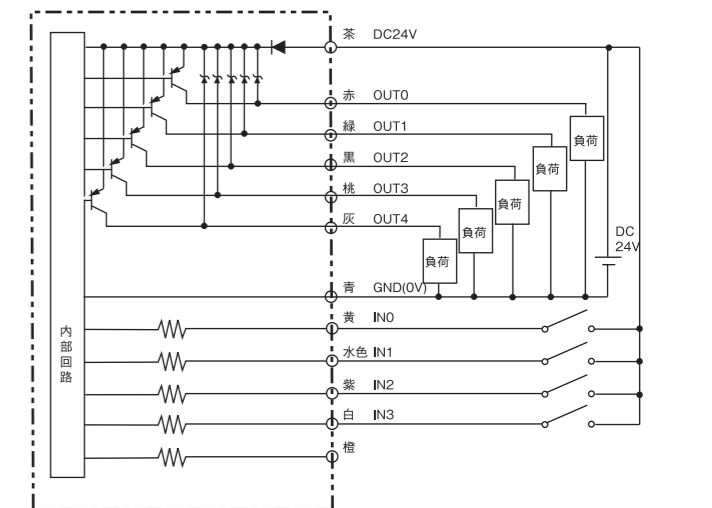 茶 DC24V
赤 OUT0
緑 OUT1
黒 OUT2
桃 OUT3
灰 OUT4
負荷
負荷
負荷
負荷
負荷
DC
24V
青 GND(0V)
黄 IN0
水色 IN1
紫 IN2
白 IN3
橙
内部回路